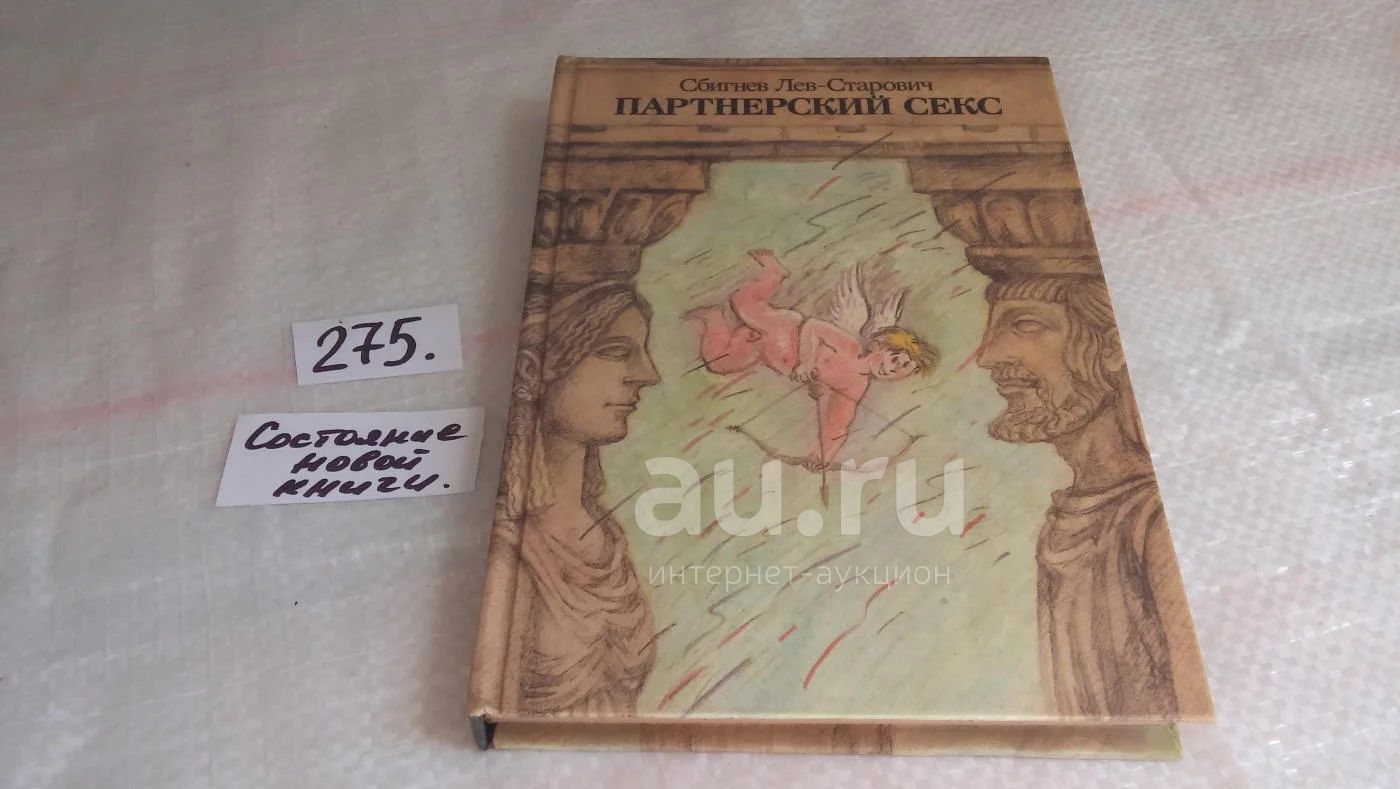 Сбигнев Лев-Старович
ПАРТНЕРСКИЙ СЕКС
275.
Состояние
новой
книги.
au.ru
интернет-аукцион